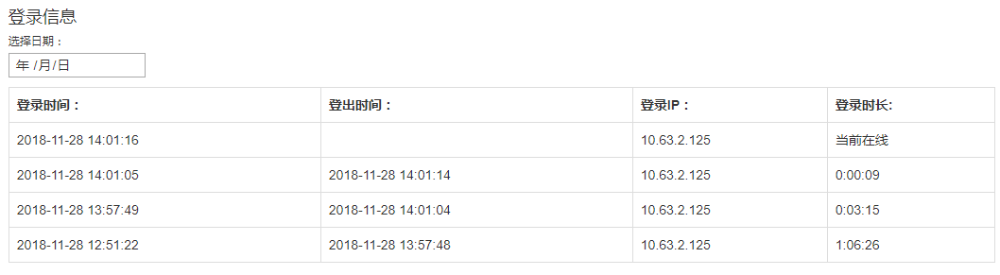 登录信息
选择日期：
年 /月/日
登录时间： 登出时间： 登录IP： 登录时长:
2018-11-28 14:01:16 10.63.2.125 当前在线
2018-11-28 14:01:05 2018-11-28 14:01:14 10.63.2.125 0:00:09
2018-11-28 13:57:49 2018-11-28 14:01:04 10.63.2.125 0:03:15
2018-11-28 12:51:22 2018-11-28 13:57:48 10.63.2.125 1:06:26